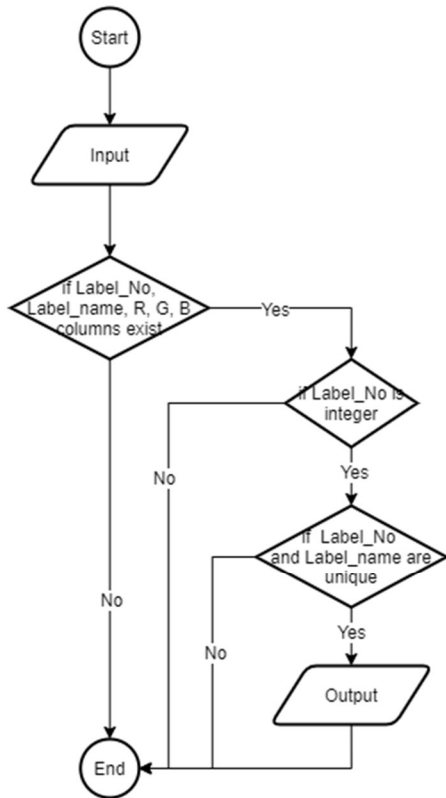 Start
Input
if Label_No,
Label_name, R, G, B
columns exist
Yes
if Label_No is
integer
No
Yes
if Label_No
and Label_name are
unique
No
No
Yes
Output
End